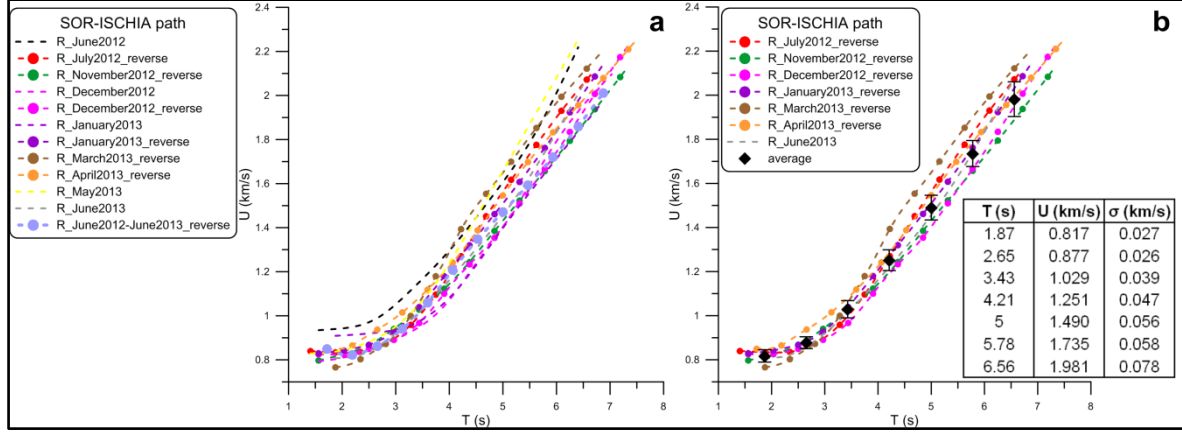 SOR-ISCHIA path
R_June2012
R_July2012_reverse
R_November2012_reverse
R_December2012
R_December2012_reverse
R_January2013
R_January2013_reverse
R_March2013_reverse
R_April2013_reverse
R_May2013
R_June2013
R_June2012-June2013_reverse
a
U (km/s)
2.4
2.2
2
1.8
1.6
1.4
1.2
1
0.8
0.6
1 2 3 4 5 6 7 8
T (s)
SOR-ISCHIA path
R_July2012_reverse
R_November2012_reverse
R_December2012_reverse
R_January2013_reverse
R_March2013_reverse
R_April2013_reverse
R_June2013
average
b
U (km/s)
2.4
2.2
2
1.8
1.6
1.4
1.2
1
0.8
0.6
1 2 3 4 5 6 7 8
T (s)
T (s) U (km/s) σ (km/s)
1.87 0.817 0.027
2.65 0.877 0.026
3.43 1.029 0.039
4.21 1.251 0.047
5 1.490 0.056
5.78 1.735 0.058
6.56 1.981 0.078